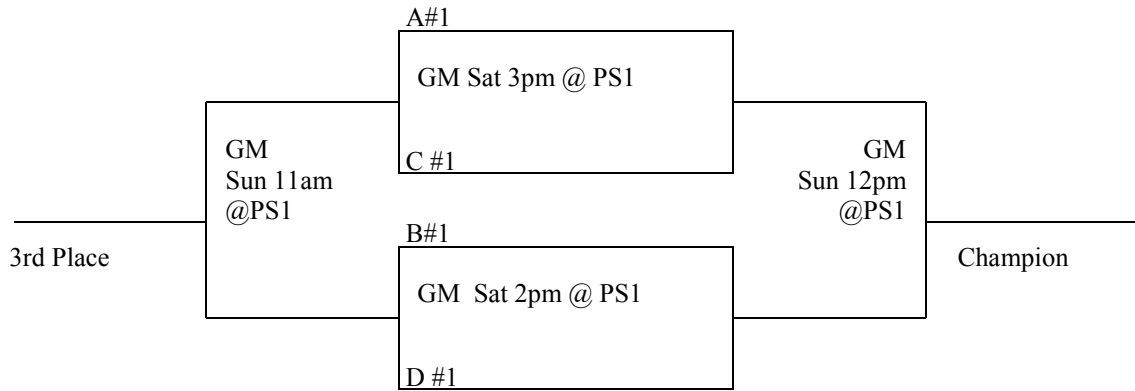 A#1
GM Sat 3pm @ PS1
C #1
GM
Sun 11am
@PS1
GM
Sun 12pm
@PS1
3rd Place
B#1
GM  Sat 2pm @ PS1
D #1
Champion